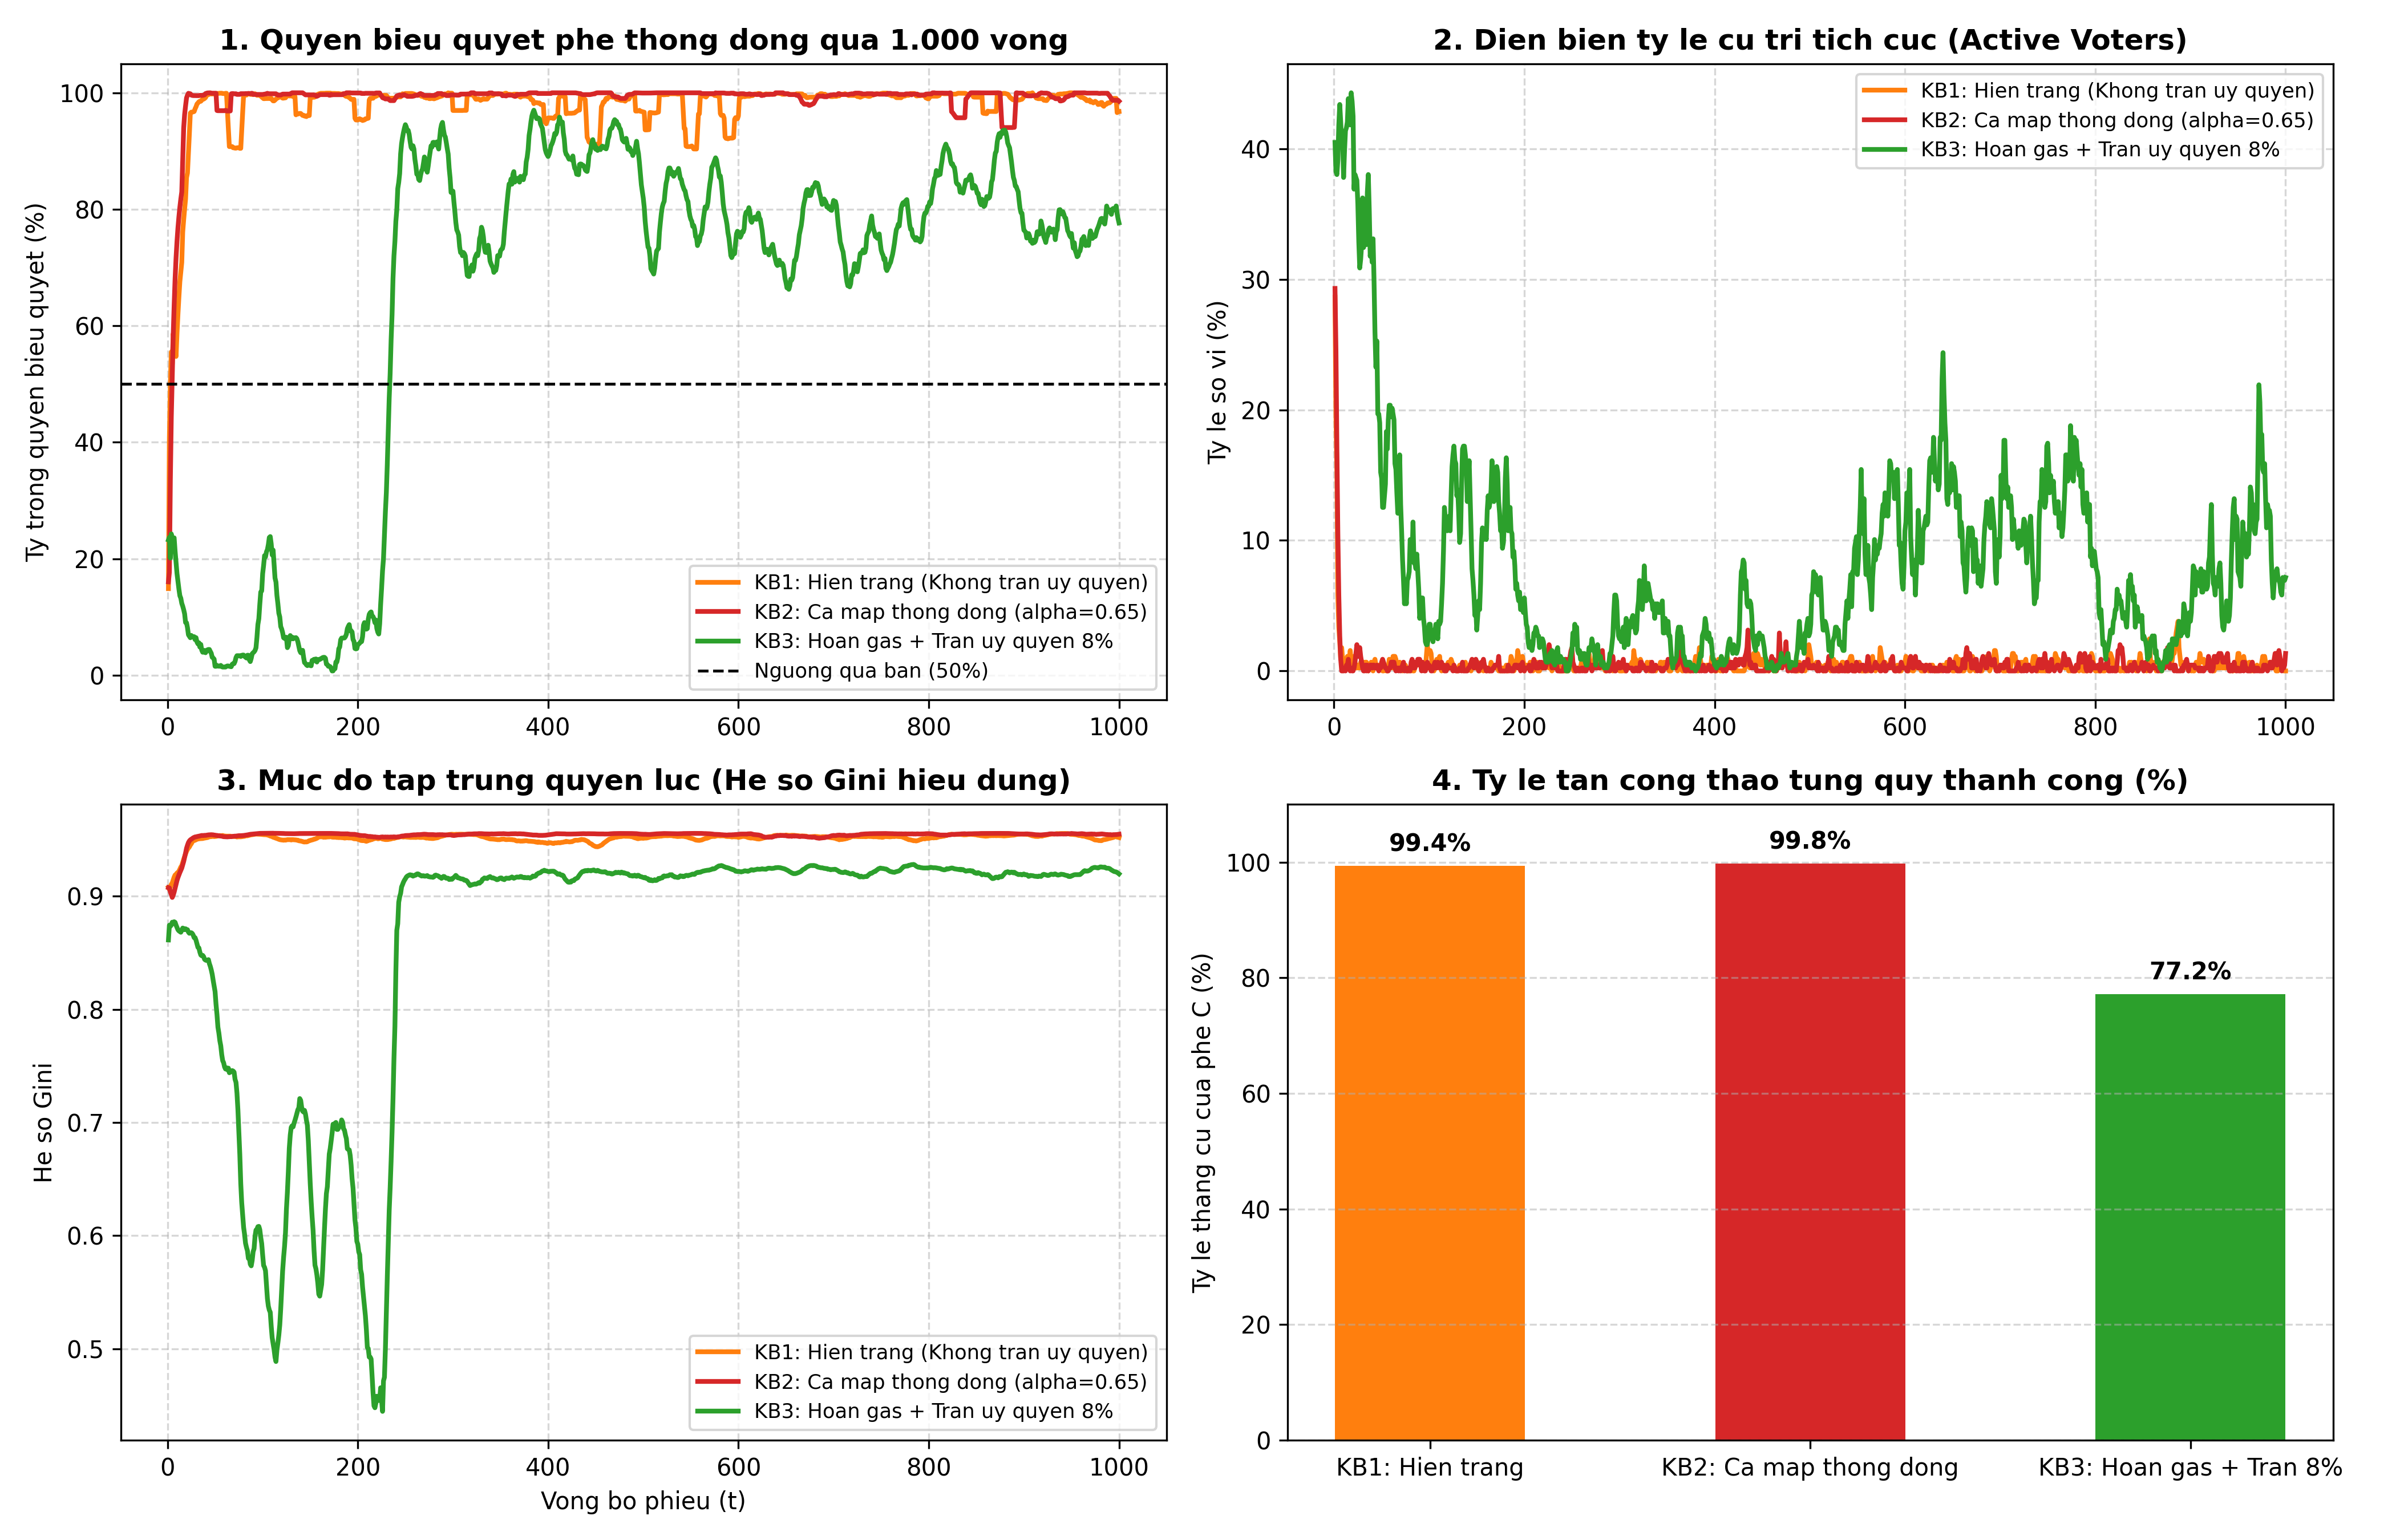 1. Quyen bieu quyet phe thong dong qua 1.000 vong
Ty trong quyen bieu quyet (%)
100
80
60
40
20
0
KB1: Hien trang (Khong tran uy quyen)
KB2: Ca map thong dong (alpha=0.65)
KB3: Hoan gas + Tran uy quyen 8%
Nguong qua ban (50%)
0 200 400 600 800 1000
2. Dien bien ty le cu tri tich cuc (Active Voters)
Ty le so vi (%)
40
30
20
10
0
KB1: Hien trang (Khong tran uy quyen)
KB2: Ca map thong dong (alpha=0.65)
KB3: Hoan gas + Tran uy quyen 8%
0 200 400 600 800 1000
3. Muc do tap trung quyen luc (He so Gini hieu dung)
He so Gini
0.9
0.8
0.7
0.6
0.5
KB1: Hien trang (Khong tran uy quyen)
KB2: Ca map thong dong (alpha=0.65)
KB3: Hoan gas + Tran uy quyen 8%
0 200 400 600 800 1000
Vong bo phieu (t)
4. Ty le tan cong thao tung quy thanh cong (%)
Ty le thang cu cua phe C (%)
100
80
60
40
20
0
99.4%
99.8%
77.2%
KB1: Hien trang
KB2: Ca map thong dong
KB3: Hoan gas + Tran 8%